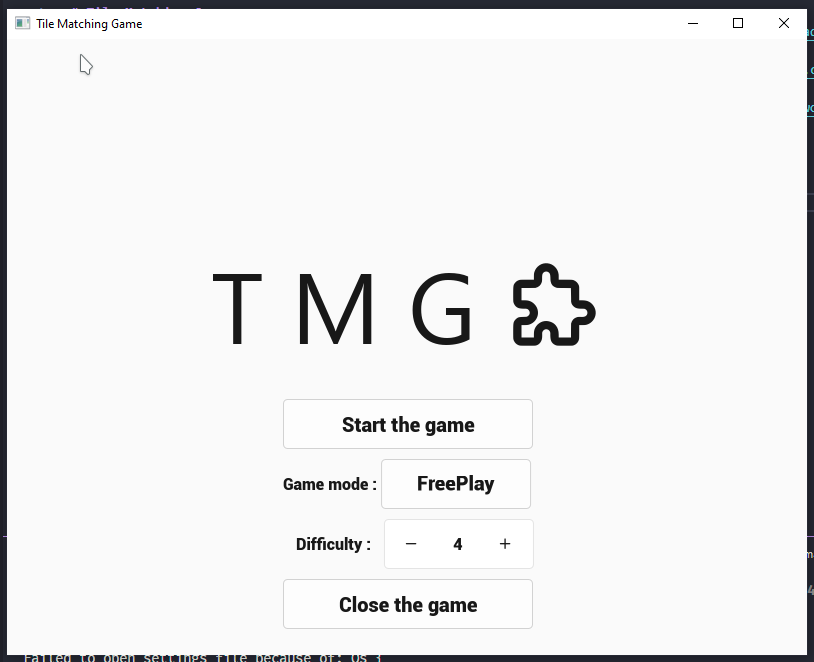 Tile Matching Game
T M G
Start the game
Game mode : FreePlay
Difficulty : − 4 +
Close the game
Failed to open settings file because of: Os {